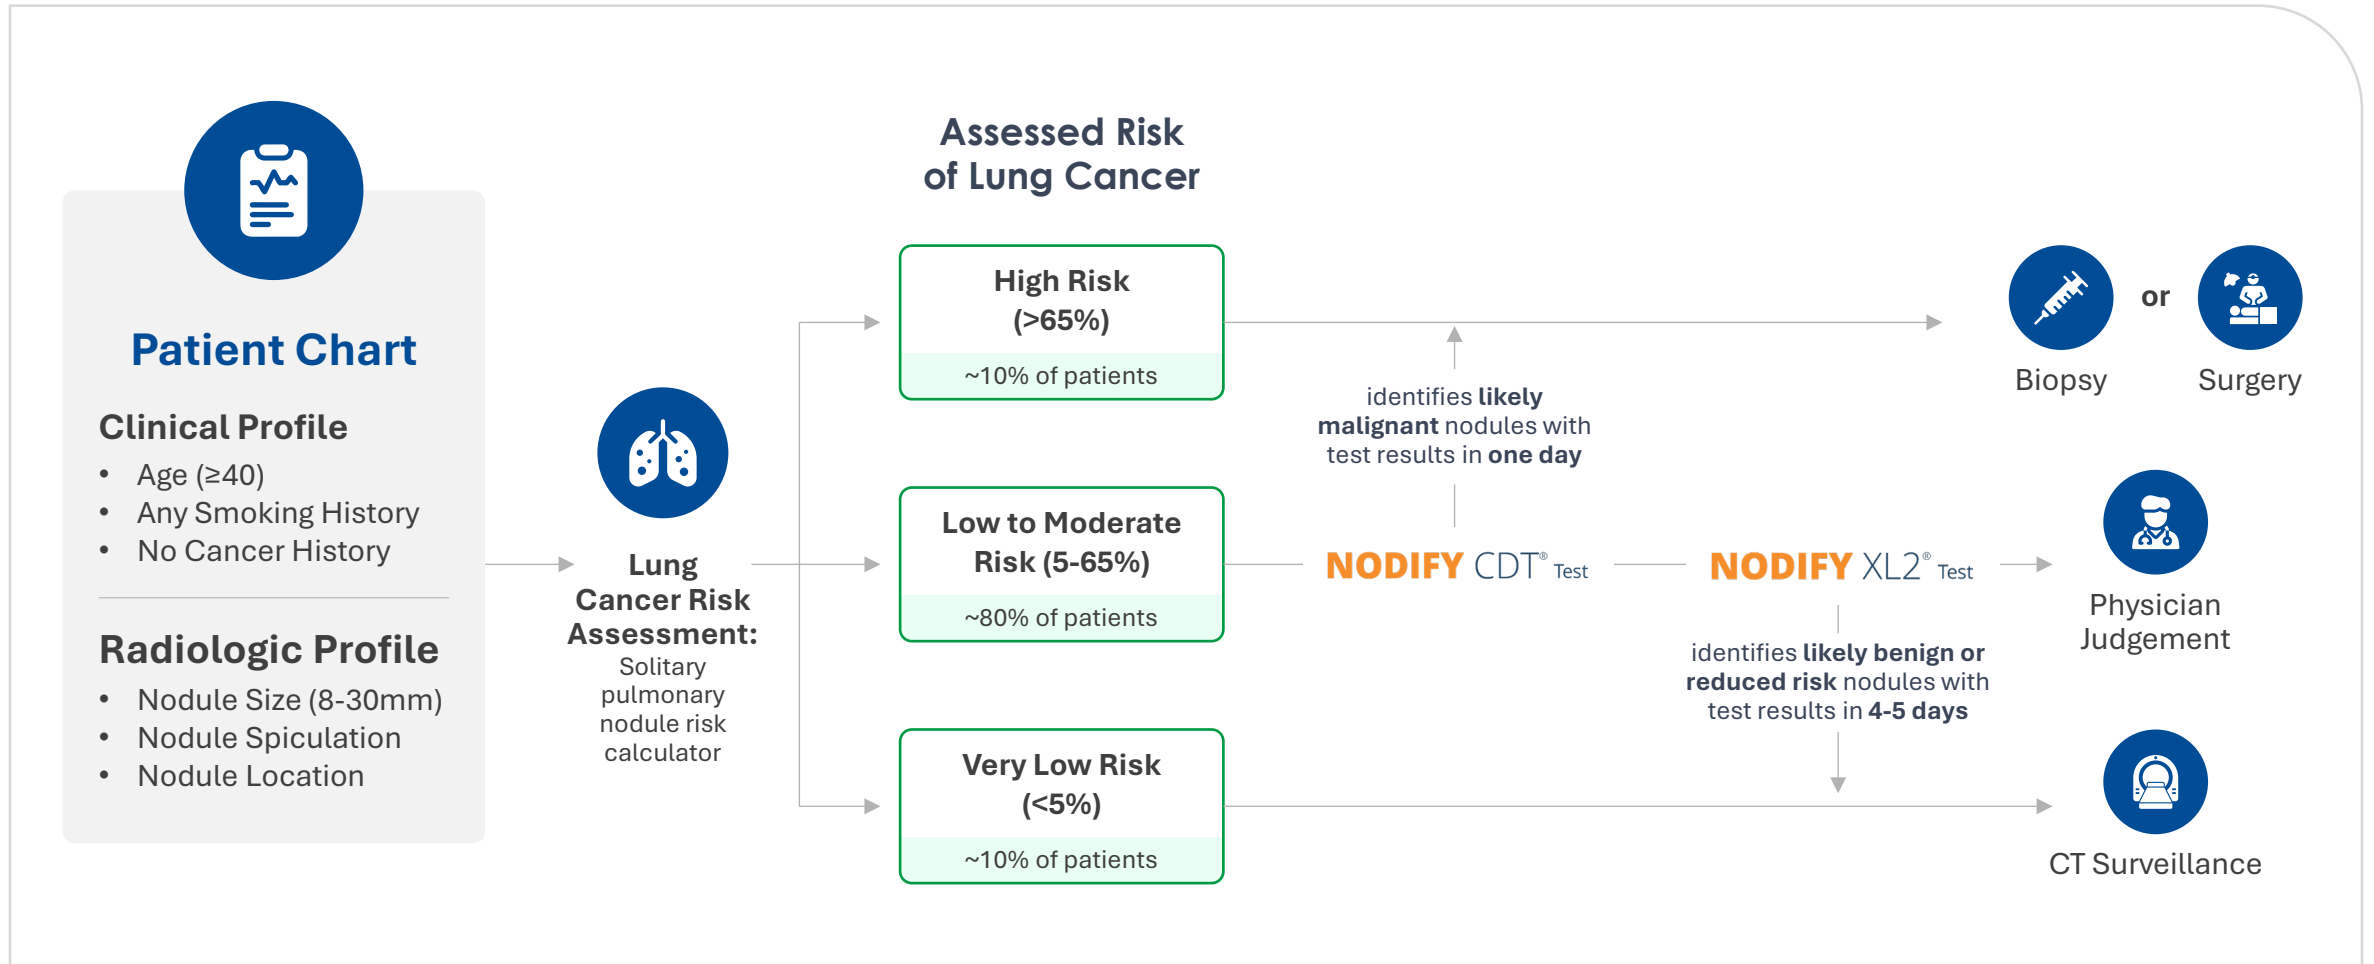 Patient Chart
Clinical Profile
• Age (≥40)
• Any Smoking History
• No Cancer History
Radiologic Profile
• Nodule Size (8-30mm)
• Nodule Spiculation
• Nodule Location
Lung
Cancer Risk
Assessment:
Solitary
pulmonary
nodule risk
calculator
Assessed Risk
of Lung Cancer
High Risk
(>65%)
~10% of patients
Low to Moderate
Risk (5-65%)
~80% of patients
Very Low Risk
(<5%)
~10% of patients
identifies likely
malignant nodules with
test results in one day
NODIFY CDT® Test
NODIFY XL2® Test
identifies likely benign or
reduced risk nodules with
test results in 4-5 days
Biopsy
or
Surgery
Physician
Judgement
CT Surveillance